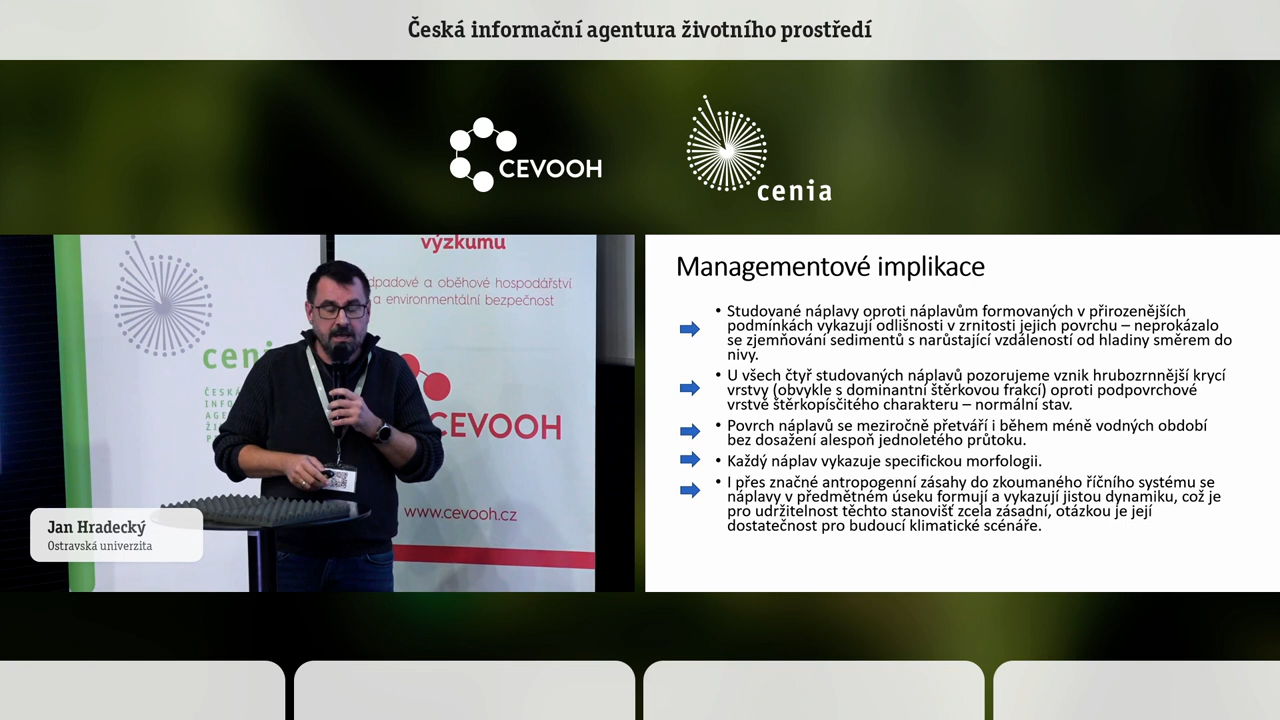 Česká informační agentura životního prostředí
CEVOOH
cenia
výzkumu
dpadové a oběhové hospodářství
a environmentální bezpečnost
ceni
ČESKÁ
CEVOOH
www.cevooh.cz
Jan Hradecký
Ostravská univerzita
Managementové implikace
• Studované náplavy oproti náplavům formovaných v přirozenějších
podmínkách vykazují odlišnosti v zrnitosti jejich povrchu – neprokázalo
se zjemňování sedimentů s narůstající vzdáleností od hladiny směrem do
nivy.
• U všech čtyř studovaných náplavů pozorujeme vznik hrubozrnnější krycí
vrstvy (obvykle s dominantní štěrkovou frakcí) oproti podpovrchové
vrstvě štěrkopísčitého charakteru – normální stav.
• Povrch náplavů se meziročně přetváří i během méně vodných období
bez dosažení alespoň jednoletého průtoku.
• Každý náplav vykazuje specifickou morfologii.
• I přes značné antropogenní zásahy do zkoumaného říčního systému se
náplavy v předmětném úseku formují a vykazují jistou dynamiku, což je
pro udržitelnost těchto stanovišť zcela zásadní, otázkou je její
dostatečnost pro budoucí klimatické scénáře.